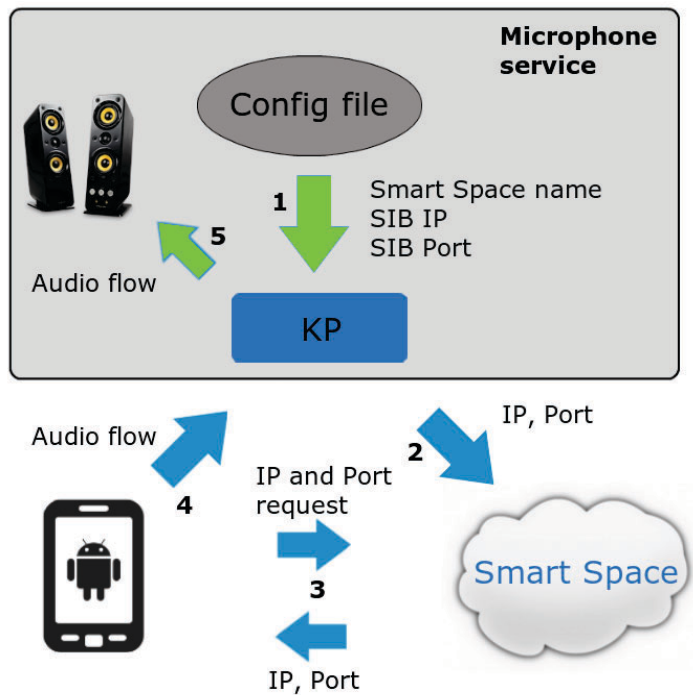 Microphone
service
Config file
1
Smart Space name
SIB IP
SIB Port
5
Audio flow
KP
Audio flow
4
2
IP, Port
IP and Port
request
3
IP, Port
Smart Space